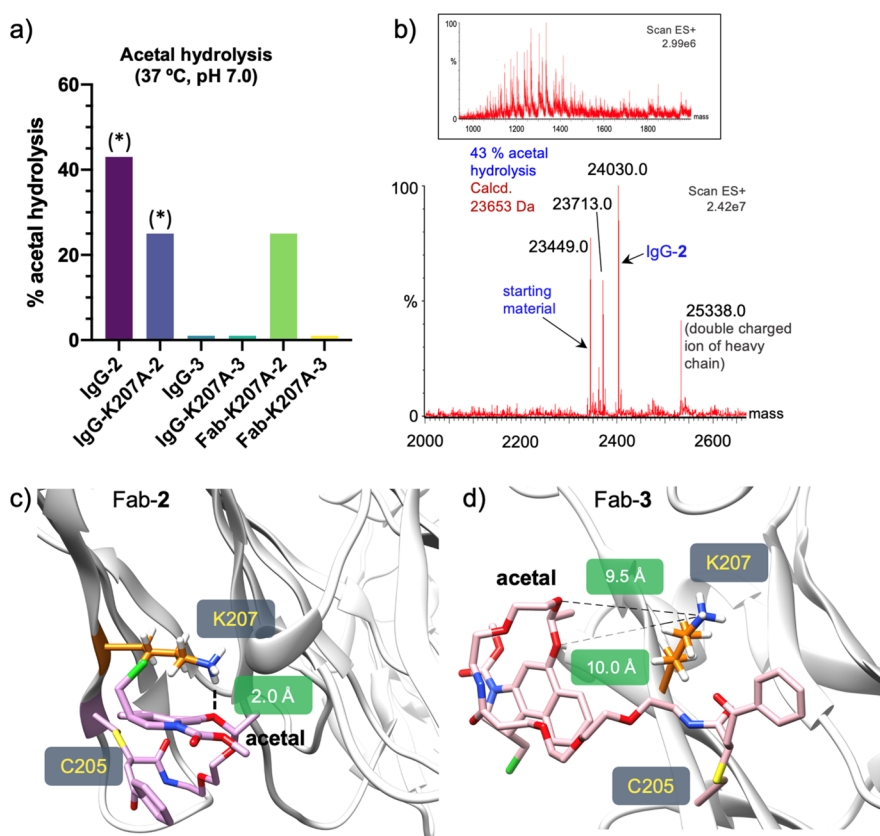 a)
Acetal hydrolysis
(37 ºC, pH 7.0)
% acetal hydrolysis
60
40
20
0
(*)
(*)
IgG-2
IgG-K207A-2
IgG-3
IgG-K207A-3
Fab-K207A-2
Fab-K207A-3
b)
100
%
0
Scan ES+
2.99e6
mass
1000 1200 1400 1600 1800
43 % acetal
hydrolysis
Calcd.
23653 Da
24030.0
23713.0
23449.0
Scan ES+
2.42e7
100
%
0
IgG-2
starting
material
25338.0
(double charged
ion of heavy
chain)
mass
2000 2200 2400 2600
c)
Fab-2
K207
2.0 Å
acetal
C205
d)
Fab-3
K207
acetal
9.5 Å
10.0 Å
C205